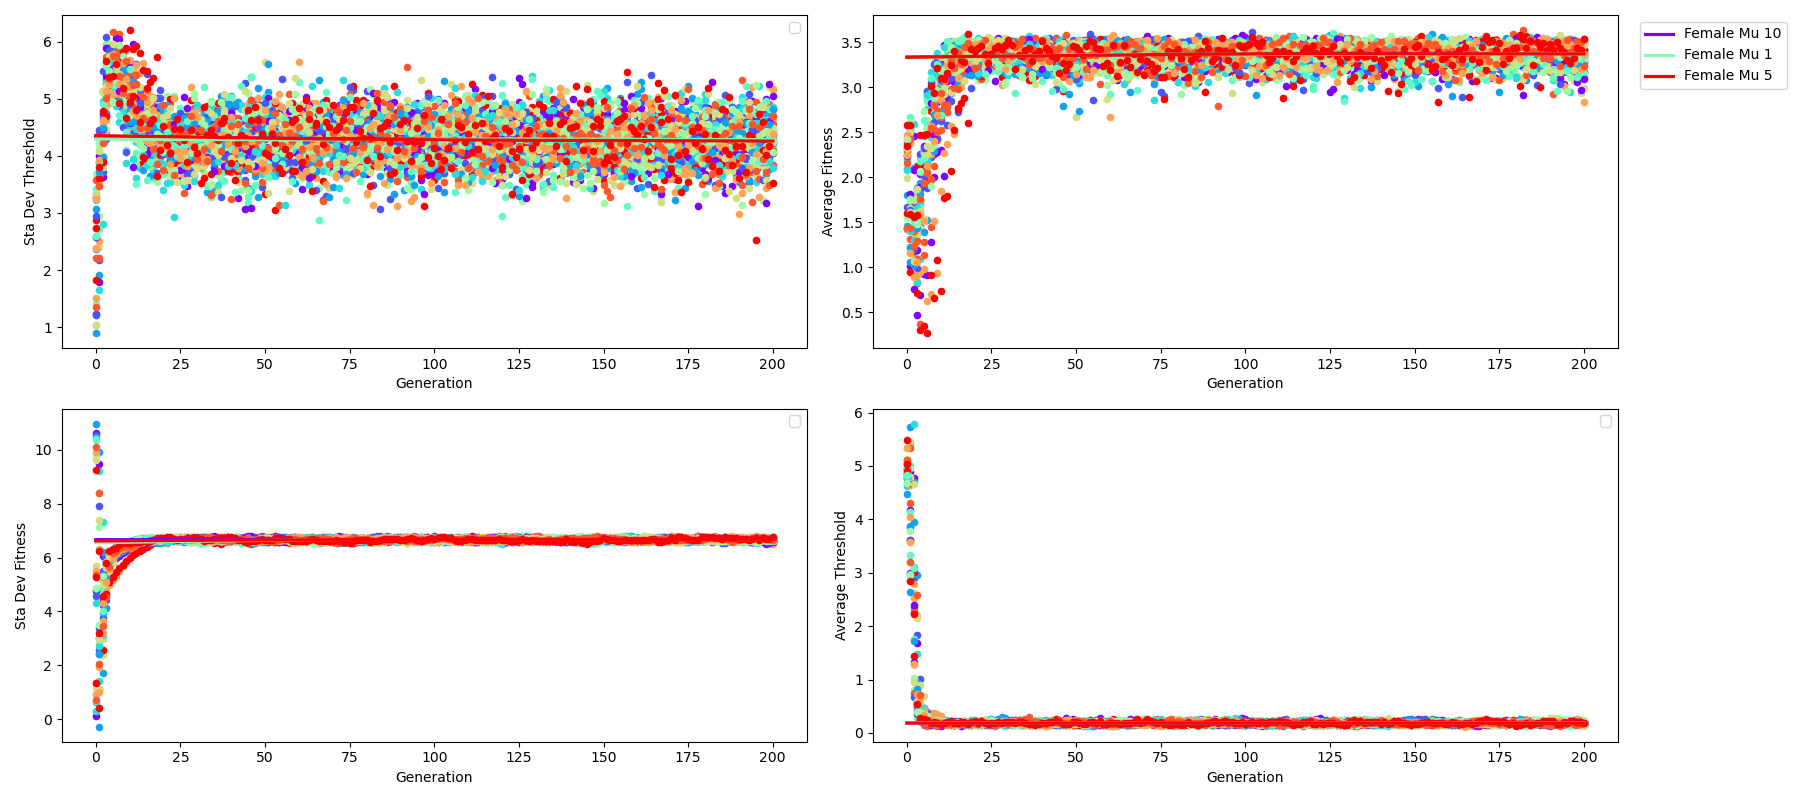 6
5
4
3
2
1
Sta Dev Threshold
0 25 50 75 100 125 150 175 200
Generation
3.5
3.0
2.5
2.0
1.5
1.0
0.5
Average Fitness
0 25 50 75 100 125 150 175 200
Generation
Female Mu 10
Female Mu 1
Female Mu 5
10
8
6
4
2
0
Sta Dev Fitness
0 25 50 75 100 125 150 175 200
Generation
6
5
4
3
2
1
0
Average Threshold
0 25 50 75 100 125 150 175 200
Generation